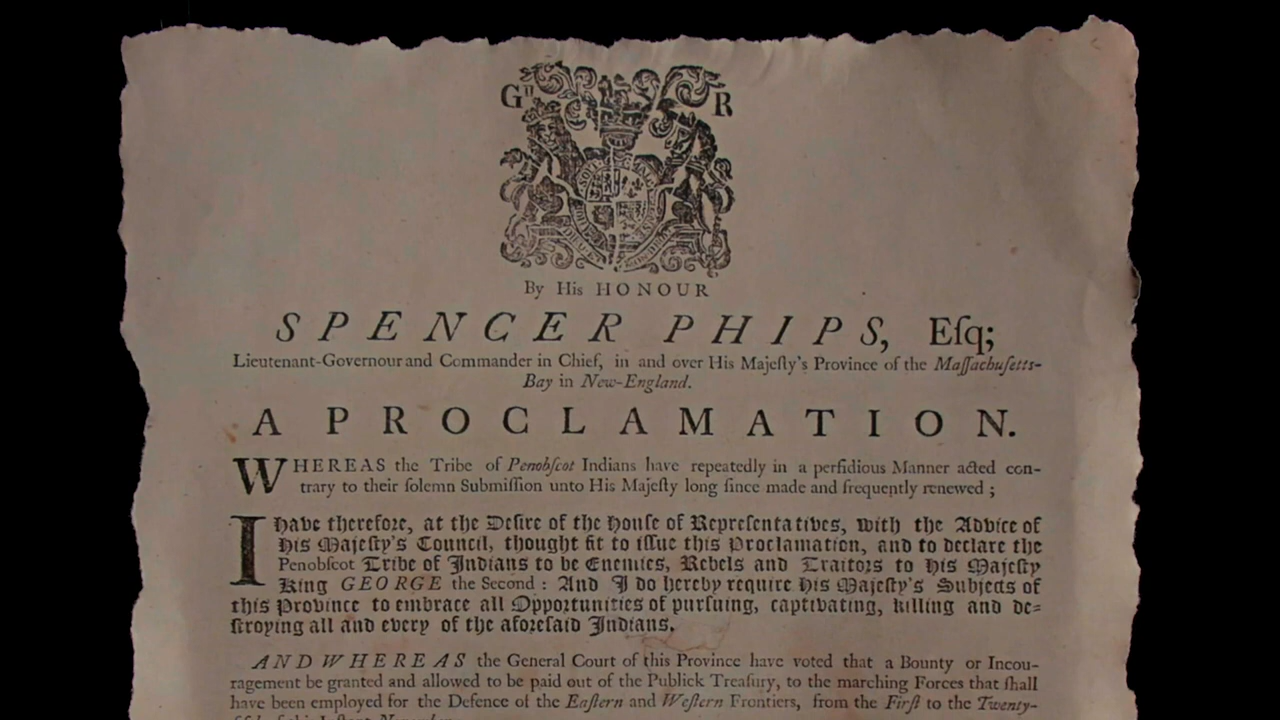 GII R
By His HONOUR
SPENCER PHIPS, Eſq;
Lieutenant-Governour and Commander in Chief, in and over His Majeſty's Province of the Maſſachuſetts-
Bay in New-England.
A PROCLAMATION.
WHEREAS the Tribe of Penobſcot Indians have repeatedly in a perfidious Manner acted con-
trary to their ſolemn Submiſſion unto His Majeſty long ſince made and frequently renewed ;
I have therefore, at the Deſire of the Houſe of Repreſentatives, with the Advice of
His Majeſty's Council, thought fit to iſſue this Proclamation, and to declare the
Penobſcot Tribe of Indians to be Enemies, Rebels and Traitors to His Majeſty
King GEORGE the Second : And I do hereby require His Majeſty's Subjects of
this Province to embrace all Opportunities of purſuing, captivating, killing and de=
ſtroying all and every of the aforeſaid Indians.
AND WHEREAS the General Court of this Province have voted that a Bounty or Incou-
ragement be granted and allowed to be paid out of the Publick Treaſury, to the marching Forces that ſhall
have been employed for the Defence of the Eaſtern and Weſtern Frontiers, from the Firſt to the Twenty-